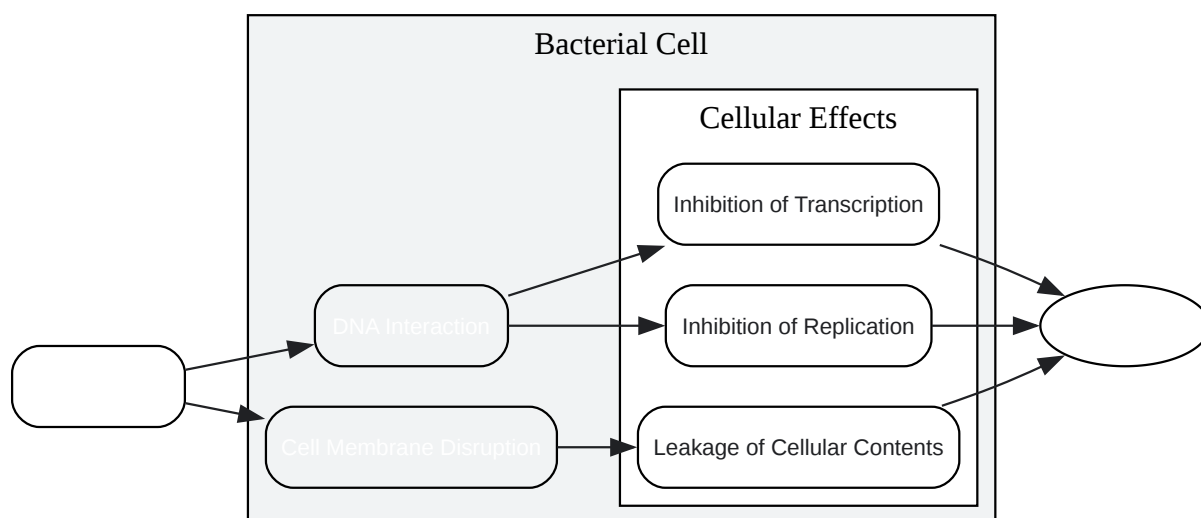 Bacterial Cell
Cellular Effects
Inhibition of Transcription
DNA Interaction
Inhibition of Replication
Cell Membrane Disruption
Leakage of Cellular Contents